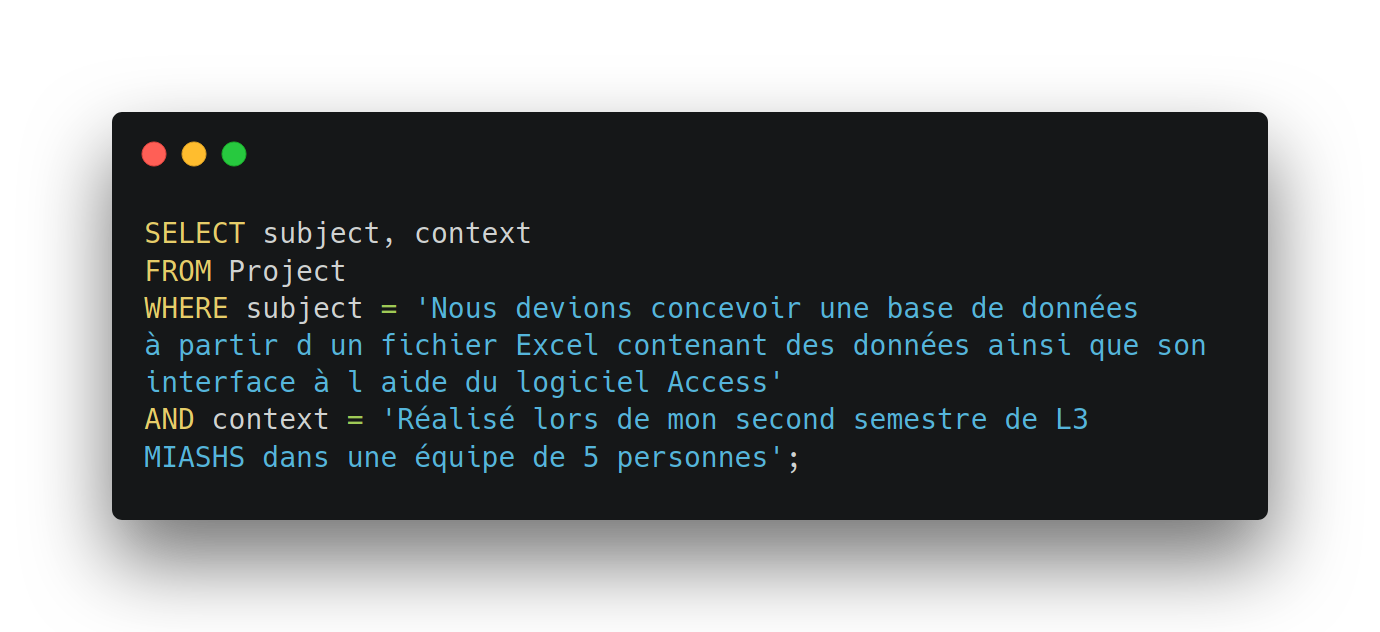 SELECT subject, context
FROM Project
WHERE subject = 'Nous devions concevoir une base de données
à partir d un fichier Excel contenant des données ainsi que son
interface à l aide du logiciel Access'
AND context = 'Réalisé lors de mon second semestre de L3
MIASHS dans une équipe de 5 personnes';